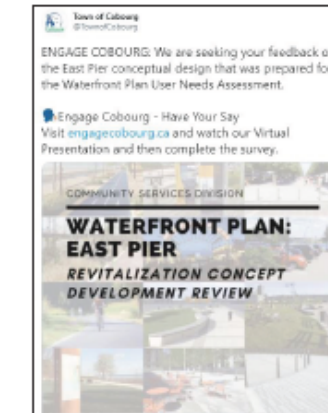 Town of Cobourg
@TownofCobourg
ENGAGE COBOURG: We are seeking your feedback o
the East Pier conceptual design that was prepared fo
the Waterfront Plan User Needs Assessment.
🗣Engage Cobourg - Have Your Say
Visit engagecobourg.ca and watch our Virtual
Presentation and then complete the survey.
COMMUNITY SERVICES DIVISION
WATERFRONT PLAN:
EAST PIER
REVITALIZATION CONCEPT
DEVELOPMENT REVIEW